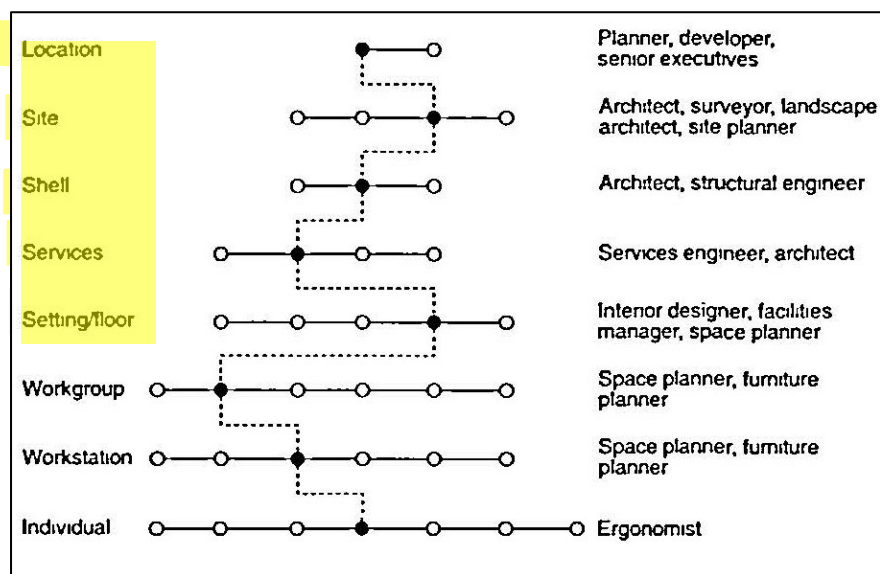 Location
Planner, developer,
senior executives
Site
Architect, surveyor, landscape
architect, site planner
Shell
Architect, structural engineer
Services
Services engineer, architect
Setting/floor
Interior designer, facilities
manager, space planner
Workgroup
Space planner, furniture
planner
Workstation
Space planner, furniture
planner
Individual
Ergonomist